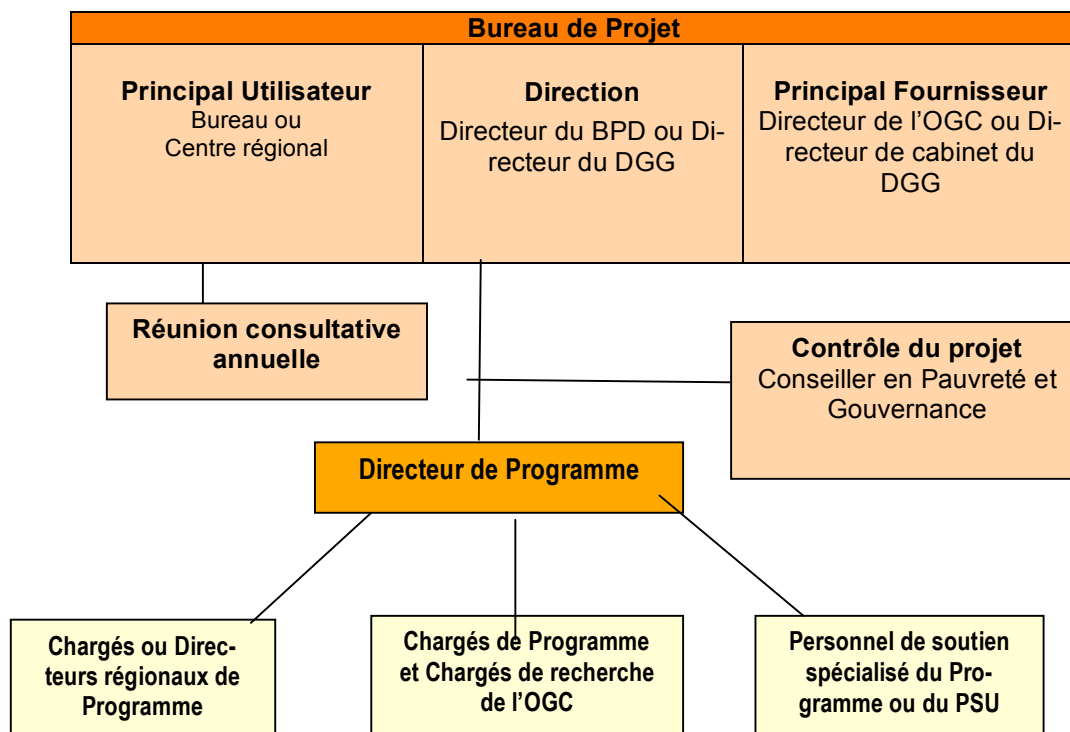 Bureau de Projet
Principal Utilisateur
Bureau ou
Centre régional
Direction
Directeur du BPD ou Di-
recteur du DGG
Principal Fournisseur
Directeur de l'OGC ou Di-
recteur de cabinet du
DGG
Réunion consultative
annuelle
Contrôle du projet
Conseiller en Pauvreté et
Gouvernance
Directeur de Programme
Chargés ou Direc-
teurs régionaux de
Programme
Chargés de Programme
et Chargés de recherche
de l'OGC
Personnel de soutien
spécialisé du Pro-
gramme ou du PSU